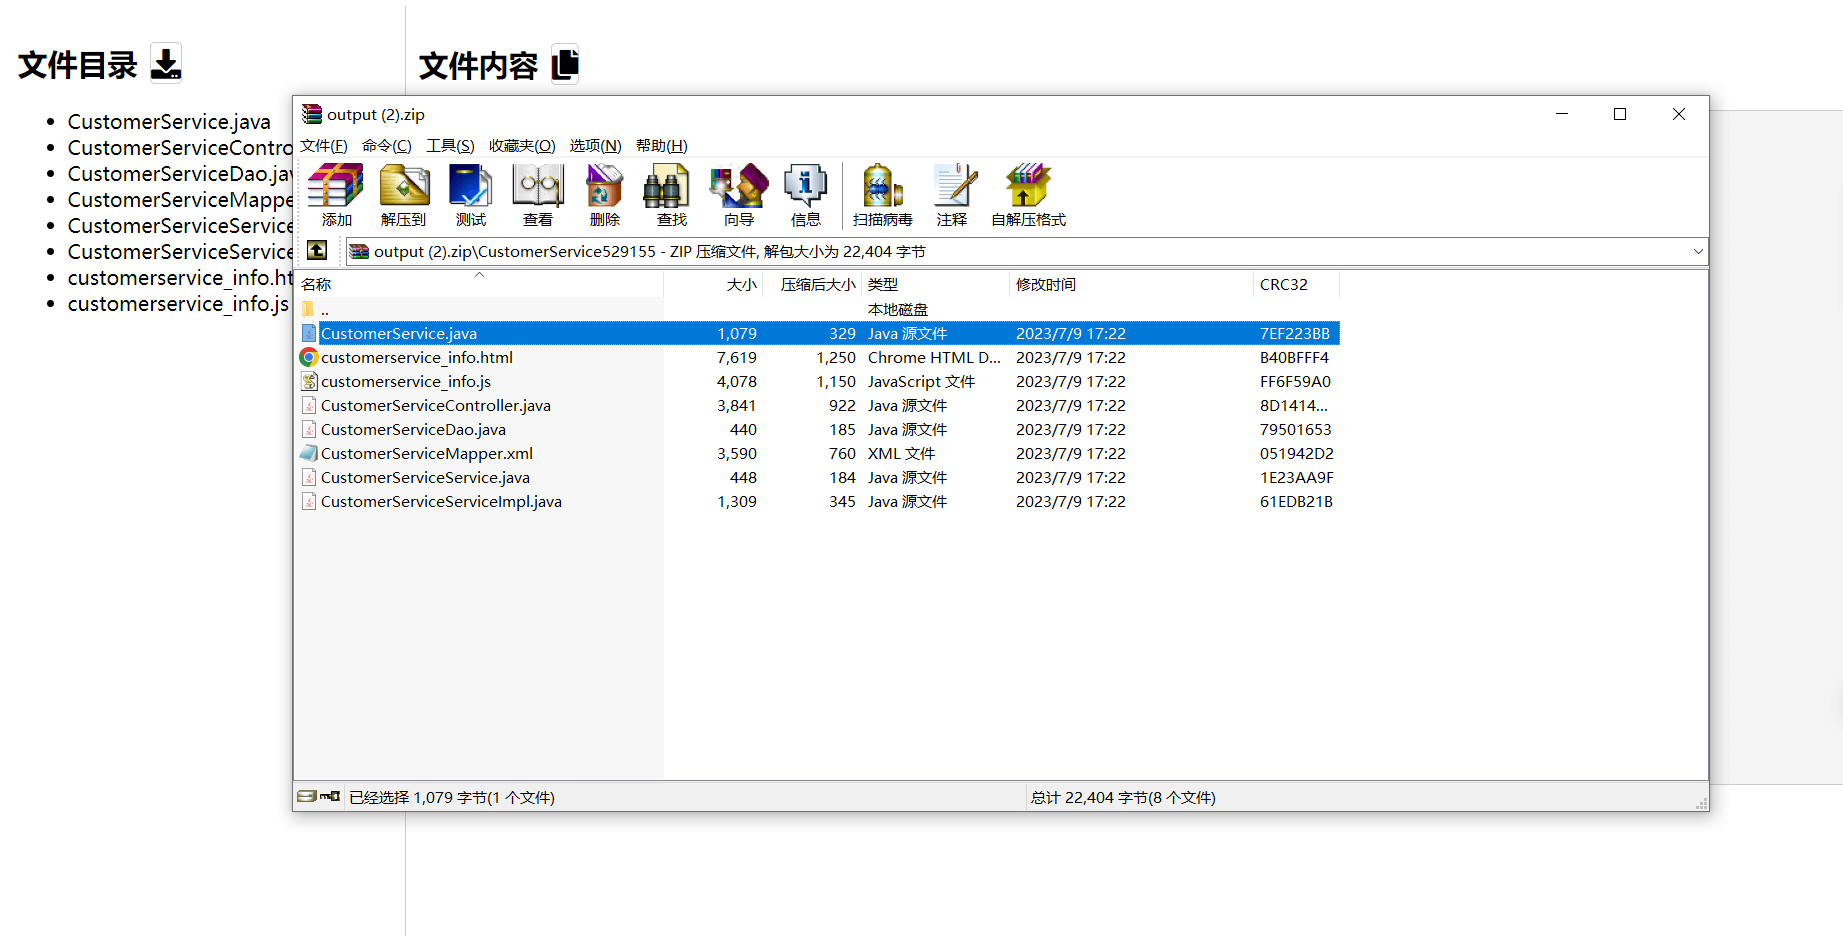 文件目录
CustomerService.java
CustomerServiceContro
CustomerServiceDao.jav
CustomerServiceMappe
CustomerServiceService
CustomerServiceService
customerservice_info.ht
customerservice_info.js
文件内容
output (2).zip
文件(F) 命令(C) 工具(S) 收藏夹(O) 选项(N) 帮助(H)
添加 解压到 测试 查看 删除 查找 向导 信息 扫描病毒 注释 自解压格式
output (2).zip\CustomerService529155 - ZIP 压缩文件, 解包大小为 22,404 字节
名称 大小 压缩后大小 类型 修改时间 CRC32
.. 本地磁盘
CustomerService.java 1,079 329 Java 源文件 2023/7/9 17:22 7EF223BB
customerservice_info.html 7,619 1,250 Chrome HTML D... 2023/7/9 17:22 B40BFFF4
customerservice_info.js 4,078 1,150 JavaScript 文件 2023/7/9 17:22 FF6F59A0
CustomerServiceController.java 3,841 922 Java 源文件 2023/7/9 17:22 8D1414...
CustomerServiceDao.java 440 185 Java 源文件 2023/7/9 17:22 79501653
CustomerServiceMapper.xml 3,590 760 XML 文件 2023/7/9 17:22 051942D2
CustomerServiceService.java 448 184 Java 源文件 2023/7/9 17:22 1E23AA9F
CustomerServiceServiceImpl.java 1,309 345 Java 源文件 2023/7/9 17:22 61EDB21B
已经选择 1,079 字节(1 个文件) 总计 22,404 字节(8 个文件)